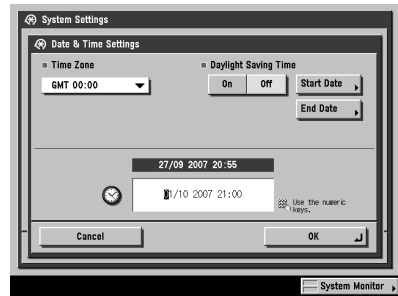 System Settings
Date & Time Settings
Time Zone
GMT 00:00
Daylight Saving Time
On Off Start Date
End Date
27/09 2007 20:55
01/10 2007 21:00
Use the numeric
keys.
Cancel OK
System Monitor